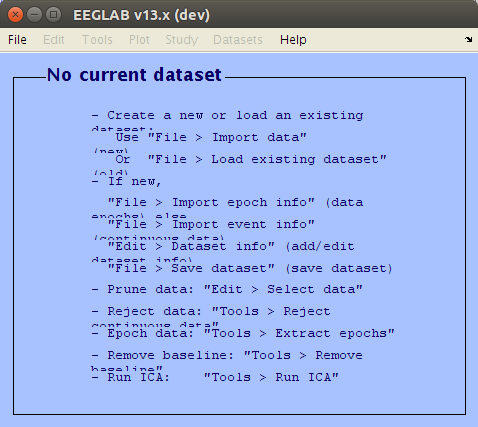 EEGLAB v13.x (dev)
File Edit Tools Plot Study Datasets Help
No current dataset
- Create a new or load an existing
dataset:
Use "File > Import data"
(new)
Or "File > Load existing dataset"
(old)
- If new,
"File > Import epoch info" (data
epochs) else
"File > Import event info"
(continuous data)
"Edit > Dataset info" (add/edit
dataset info)
"File > Save dataset" (save dataset)
- Prune data: "Edit > Select data"
- Reject data: "Tools > Reject
continuous data"
- Epoch data: "Tools > Extract epochs"
- Remove baseline: "Tools > Remove
baseline"
- Run ICA: "Tools > Run ICA"